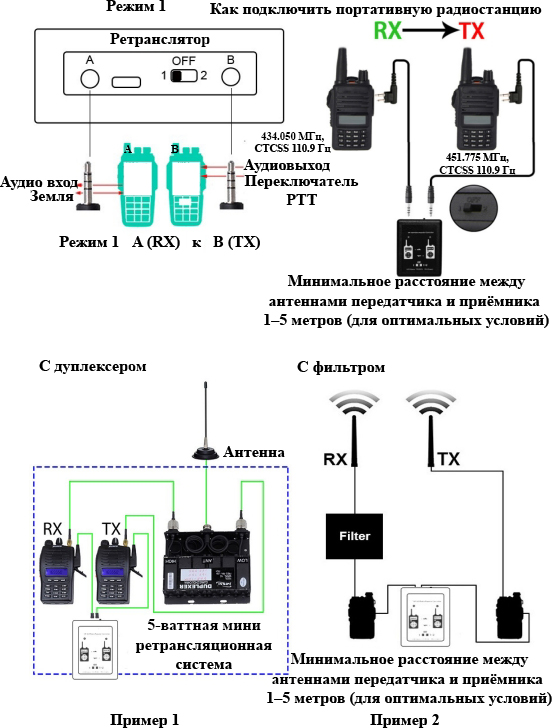 Режим 1
Ретранслятор
A
OFF
B
1
2
Аудио вход
Земля
A
B
Аудиовыход
Переключатель
PTT
Режим 1 A (RX) к B (TX)
Как подключить портативную радиостанцию
RX
TX
434.050 МГц,
CTCSS 110.9 Гц
451.775 МГц,
CTCSS 110.9 Гц
Минимальное расстояние между
антеннами передатчика и приёмника
1–5 метров (для оптимальных условий)
С дуплексером
Антенна
RX
TX
HIGH
ANT
LOW
DUPLEXER
5-ваттная мини
ретрансляционная
система
Пример 1
С фильтром
RX
TX
Filter
Минимальное расстояние между
антеннами передатчика и приёмника
1–5 метров (для оптимальных условий)
Пример 2